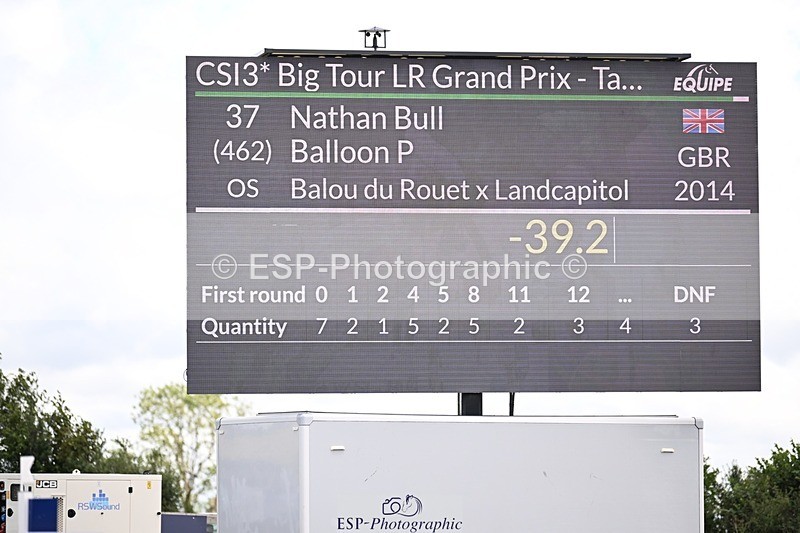 CSI3* Big Tour LR Grand Prix - Ta... EQUIPE
37 Nathan Bull
(462) Balloon P GBR
OS Balou du Rouet x Landcapitol 2014
-39.2
© ESP-Photographic ©
First round 0 1 2 4 5 8 11 12 ... DNF
Quantity 7 2 1 5 2 5 2 3 4 3
JCB
RSWSound
ESP-Photographic